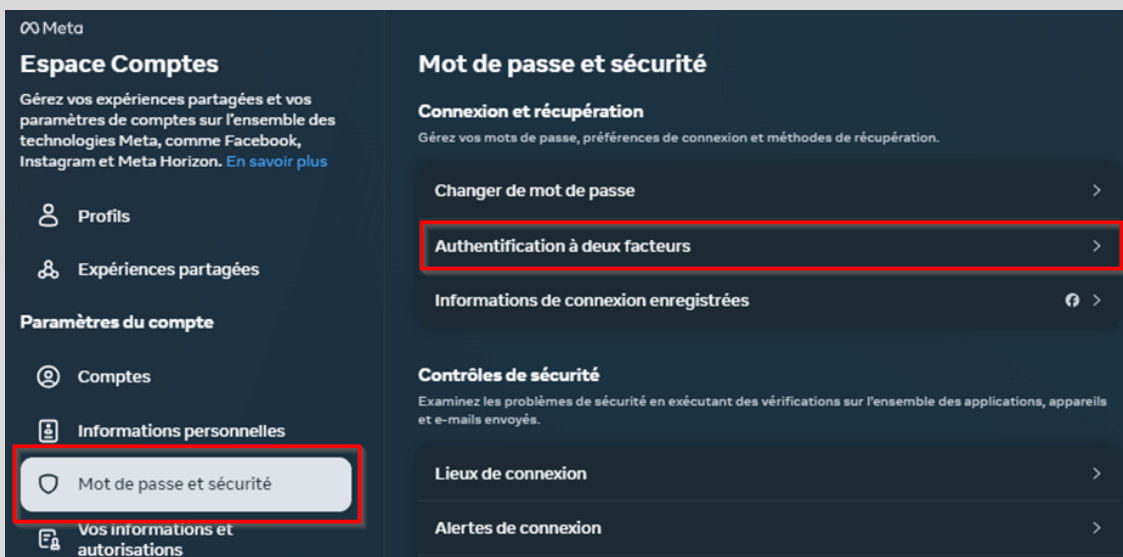 Meta
Espace Comptes
Gérez vos expériences partagées et vos
paramètres de comptes sur l'ensemble des
technologies Meta, comme Facebook,
Instagram et Meta Horizon. En savoir plus
Profils
Expériences partagées
Paramètres du compte
Comptes
Informations personnelles
Mot de passe et sécurité
Vos informations et
autorisations
Mot de passe et sécurité
Connexion et récupération
Gérez vos mots de passe, préférences de connexion et méthodes de récupération.
Changer de mot de passe
Authentification à deux facteurs
Informations de connexion enregistrées
Contrôles de sécurité
Examinez les problèmes de sécurité en exécutant des vérifications sur l'ensemble des applications, appareils
et e-mails envoyés.
Lieux de connexion
Alertes de connexion